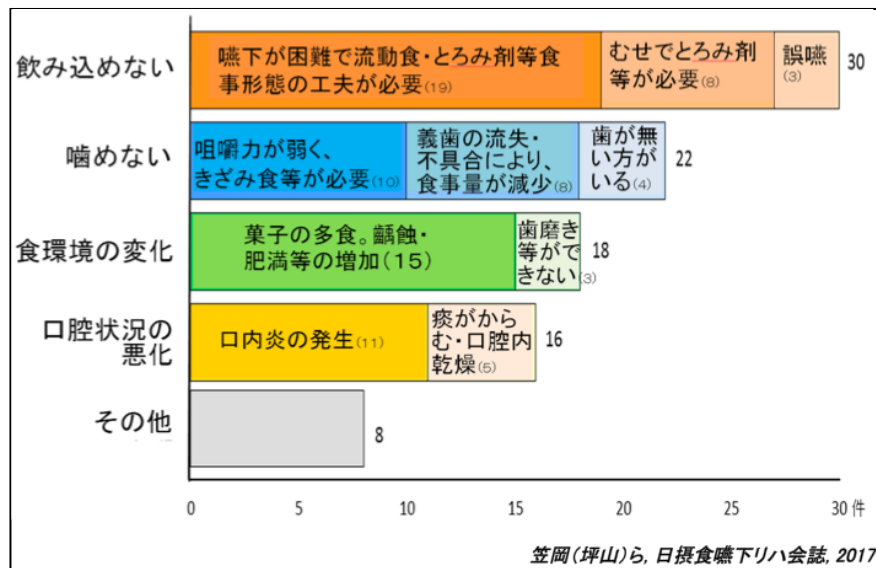 飲み込めない
嚥下が困難で流動食・とろみ剤等食
事形態の工夫が必要(19)
むせでとろみ剤
等が必要(8)
誤嚥
(3)
30
噛めない
咀嚼力が弱く、
きざみ食等が必要(10)
義歯の流失・
不具合により、
食事量が減少(8)
歯が無
い方が
いる(4)
22
食環境の変化
菓子の多食。齲蝕・
肥満等の増加(15)
歯磨き
等がで
きない(3)
18
口腔状況の
悪化
口内炎の発生(11)
痰がから
む・口腔内
乾燥(5)
16
その他
8
0 5 10 15 20 25 30 件
笠岡(坪山)ら, 日摂食嚥下リハ会誌, 2017